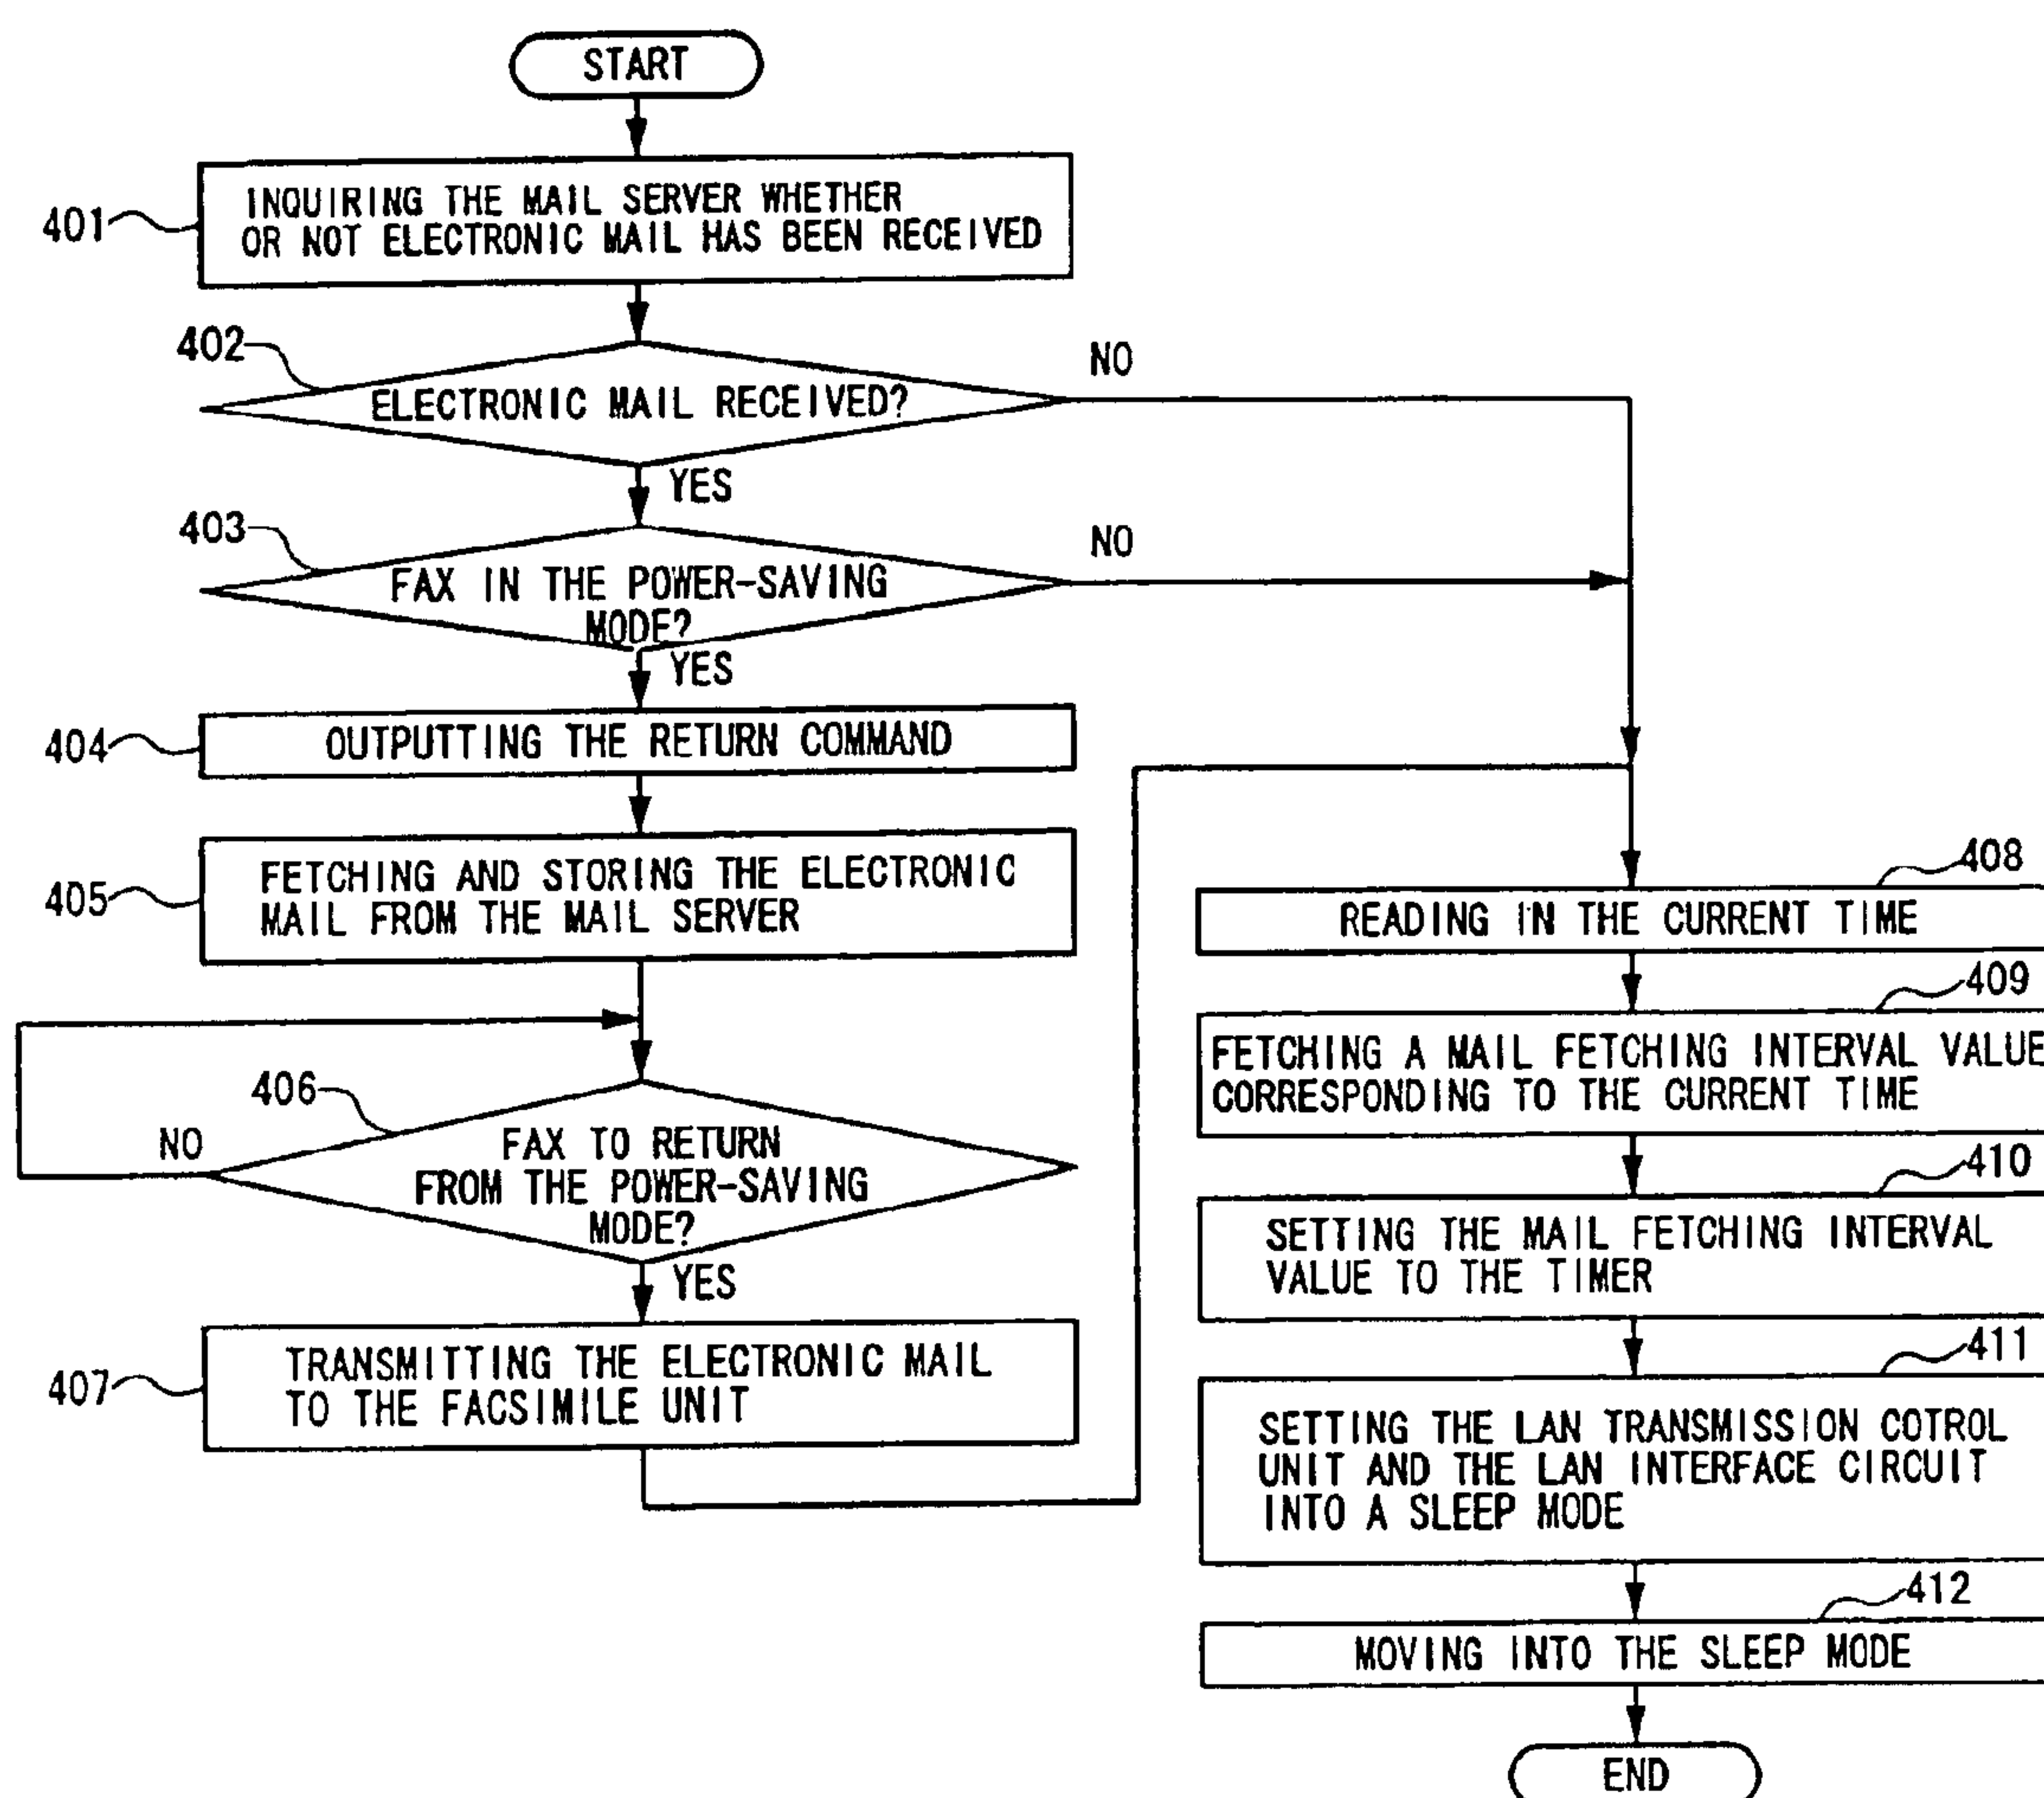 START
401
INQUIRING THE MAIL SERVER WHETHER
OR NOT ELECTRONIC MAIL HAS BEEN RECEIVED
402
ELECTRONIC MAIL RECEIVED?
NO
YES
403
FAX IN THE POWER-SAVING
MODE?
NO
YES
404
OUTPUTTING THE RETURN COMMAND
405
FETCHING AND STORING THE ELECTRONIC
MAIL FROM THE MAIL SERVER
406
NO
FAX TO RETURN
FROM THE POWER-SAVING
MODE?
YES
407
TRANSMITTING THE ELECTRONIC MAIL
TO THE FACSIMILE UNIT
408
READING IN THE CURRENT TIME
409
FETCHING A MAIL FETCHING INTERVAL VALUE
CORRESPONDING TO THE CURRENT TIME
410
SETTING THE MAIL FETCHING INTERVAL
VALUE TO THE TIMER
411
SETTING THE LAN TRANSMISSION COTROL
UNIT AND THE LAN INTERFACE CIRCUIT
INTO A SLEEP MODE
412
MOVING INTO THE SLEEP MODE
END